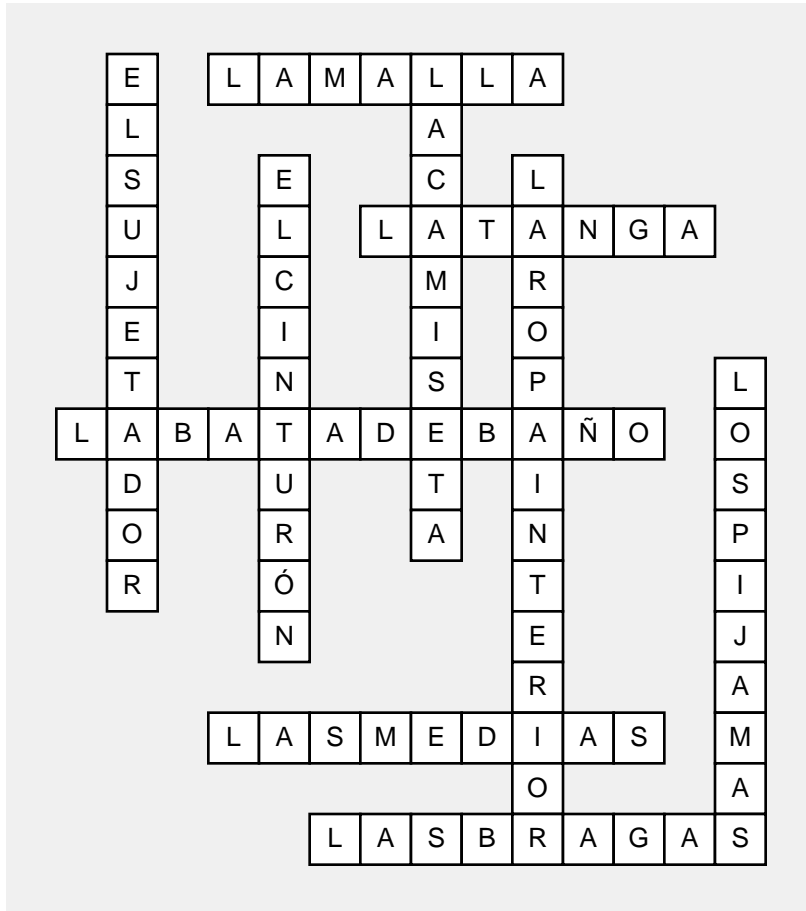 ELSUJETADOR
LAMALLA
LACAMISETA
ELCINTURÓN
LAROPAINTERIOR
LATANGA
LOSPIJAMAS
LABATADEBAÑO
LASMEDIAS
LASBRAGAS